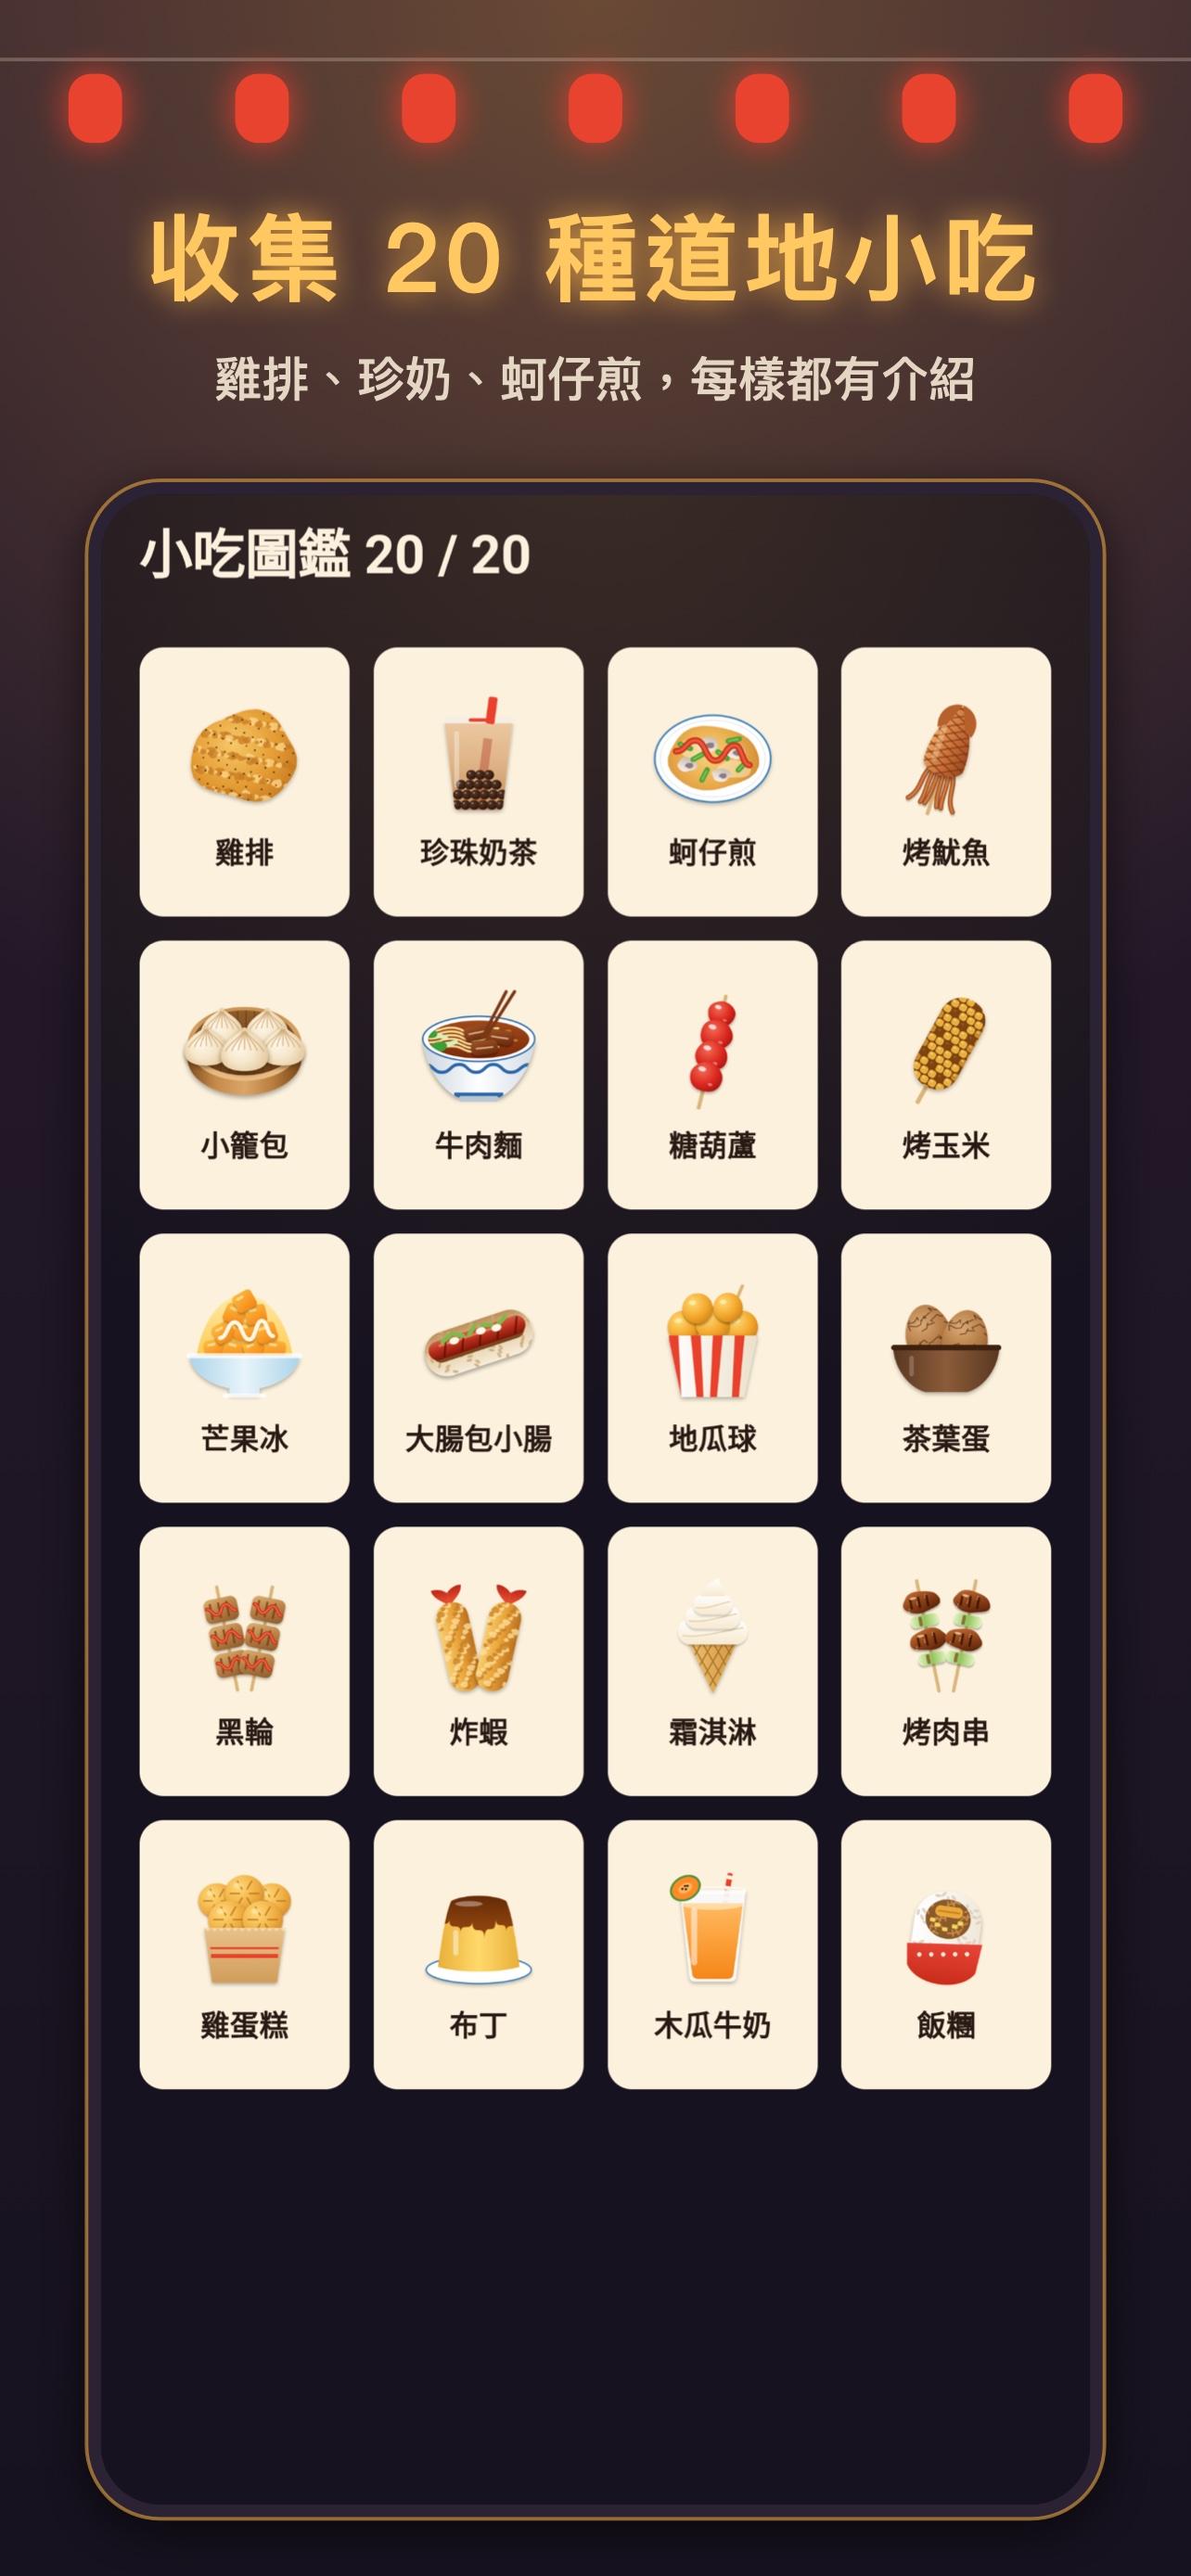 收集 20 種道地小吃
雞排、珍奶、蚵仔煎，每樣都有介紹
小吃圖鑑 20 / 20
雞排
珍珠奶茶
蚵仔煎
烤魷魚
小籠包
牛肉麵
糖葫蘆
烤玉米
芒果冰
大腸包小腸
地瓜球
茶葉蛋
黑輪
炸蝦
霜淇淋
烤肉串
雞蛋糕
布丁
木瓜牛奶
飯糰